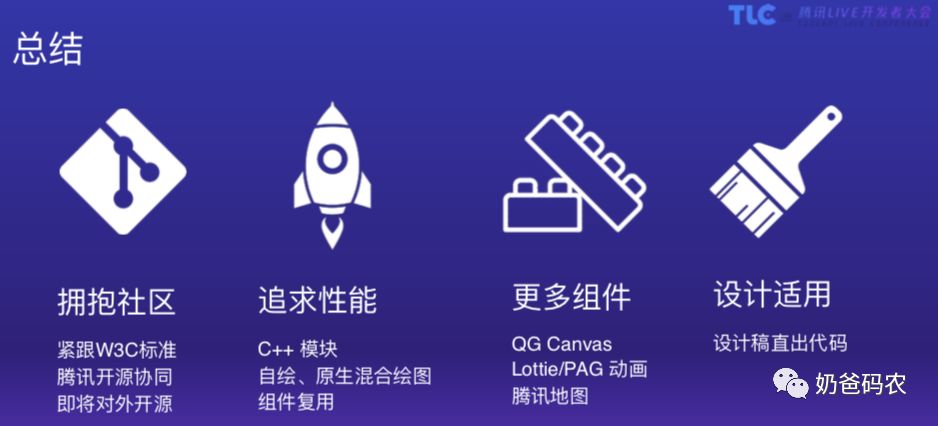 TLC 腾讯LIVE开发者大会
总结
拥抱社区
紧跟W3C标准
腾讯开源协同
即将对外开源
追求性能
C++ 模块
自绘、原生混合绘图
组件复用
更多组件
QG Canvas
Lottie/PAG 动画
腾讯地图
设计适用
设计稿直出代码
奶爸码农